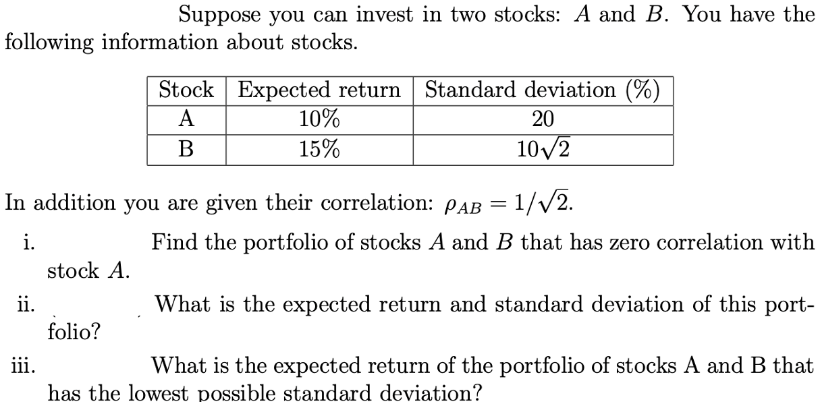 Suppose you can invest in two stocks: A and B. You have the
following information about stocks.
Stock Expected return Standard deviation (%)
A 10% 20
B 15% 10√2
In addition you are given their correlation: ρAB = 1/√2.
i. Find the portfolio of stocks A and B that has zero correlation with
stock A.
ii. What is the expected return and standard deviation of this port-
folio?
iii. What is the expected return of the portfolio of stocks A and B that
has the lowest possible standard deviation?